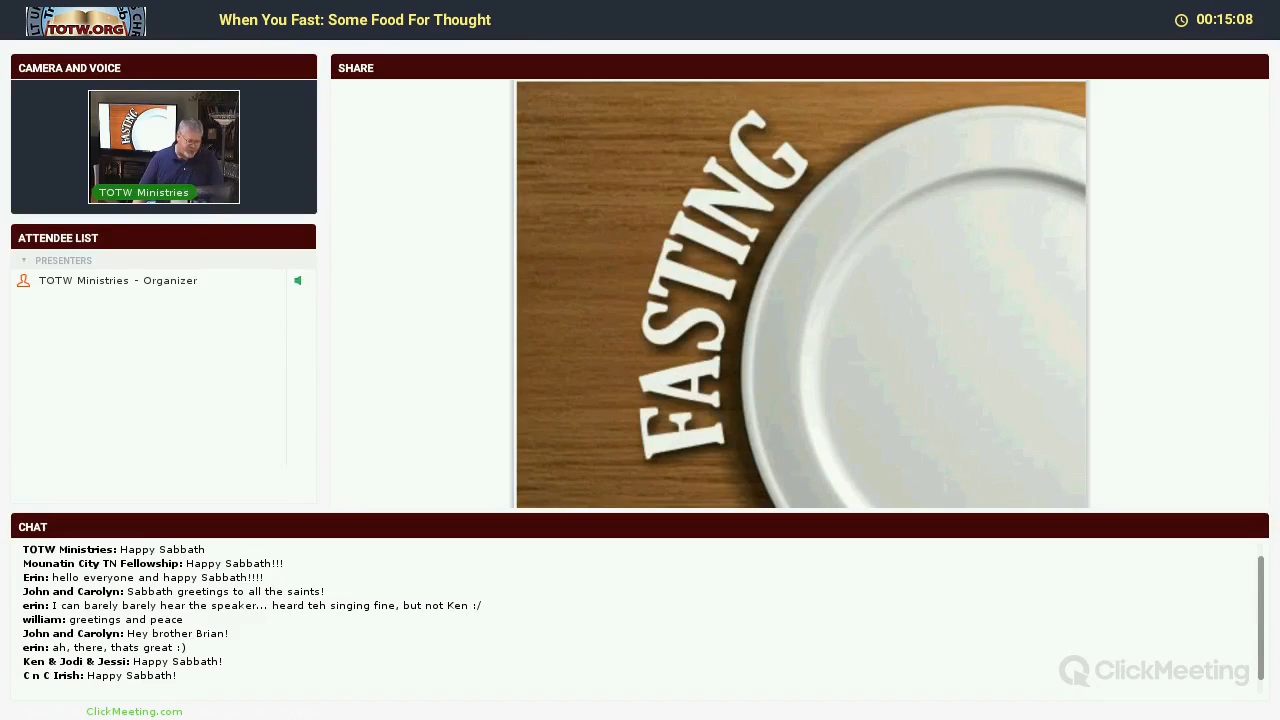 TOTW.ORG
When You Fast: Some Food For Thought
00:15:08
CAMERA AND VOICE
FASTING
TOTW Ministries
ATTENDEE LIST
PRESENTERS
TOTW Ministries - Organizer
SHARE
FASTING
CHAT
TOTW Ministries: Happy Sabbath
Mounatin City TN Fellowship: Happy Sabbath!!!
Erin: hello everyone and happy Sabbath!!!!
John and Carolyn: Sabbath greetings to all the saints!
erin: I can barely barely hear the speaker... heard teh singing fine, but not Ken :/
william: greetings and peace
John and Carolyn: Hey brother Brian!
erin: ah, there, thats great :)
Ken & Jodi & Jessi: Happy Sabbath!
C n C Irish: Happy Sabbath!
ClickMeeting
ClickMeeting.com